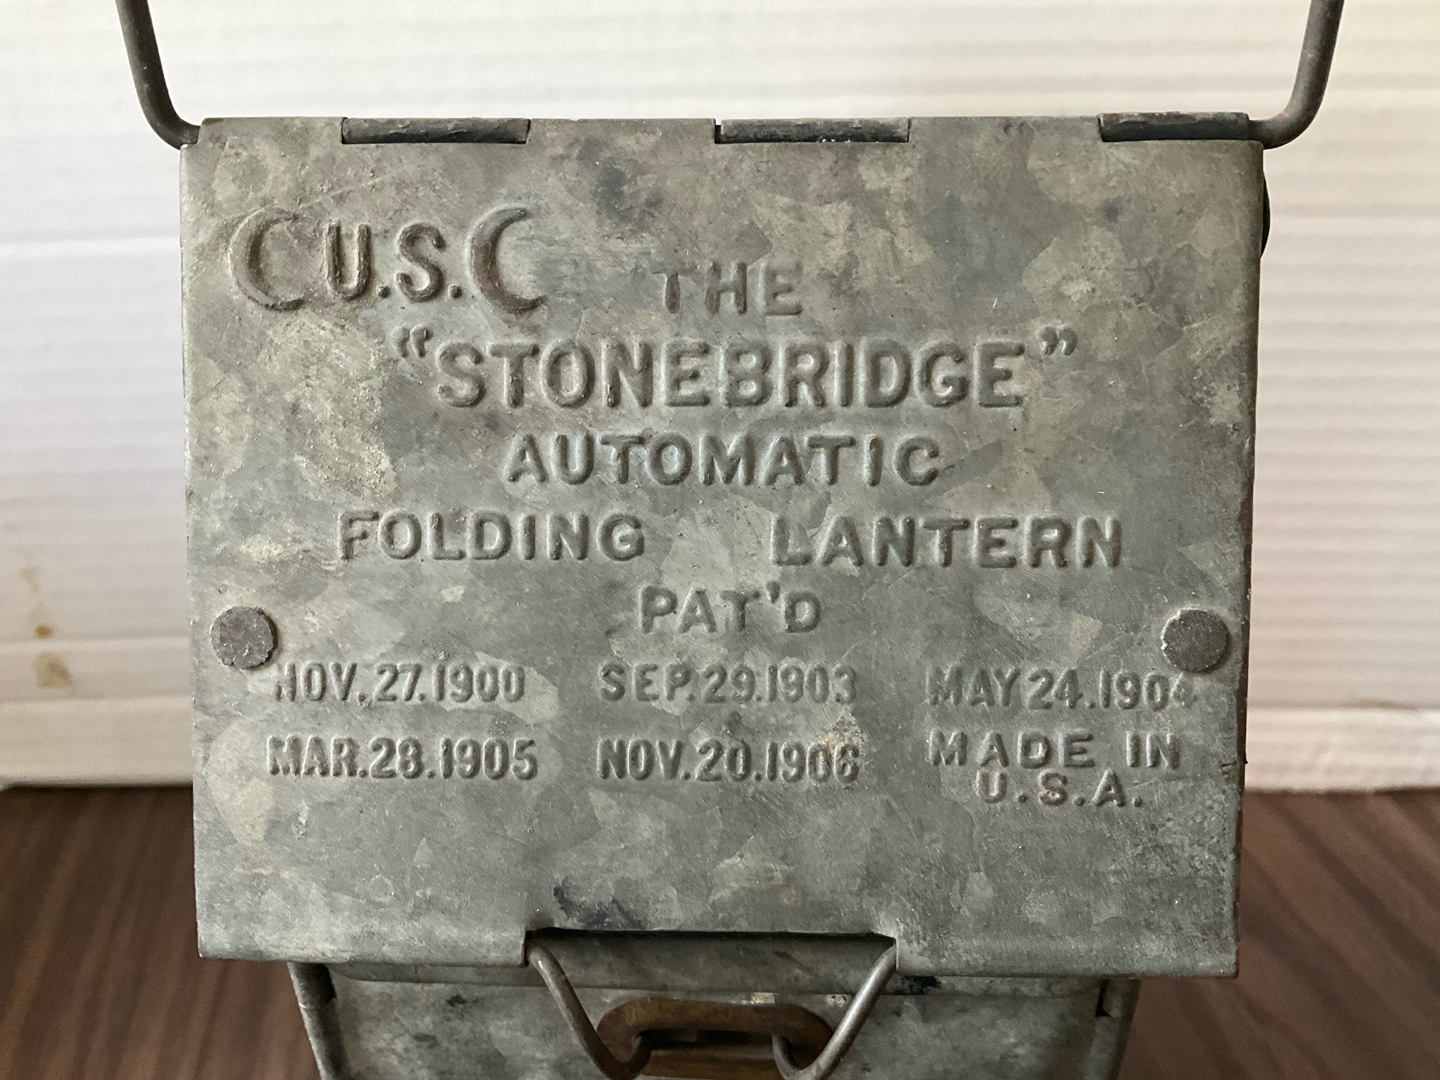 U.S.
THE
“STONEBRIDGE”
AUTOMATIC
FOLDING LANTERN
PAT'D
NOV.27.1900 SEP.29.1903 MAY 24.1904
MAR.28.1905 NOV.20.1906 MADE IN
U.S.A.